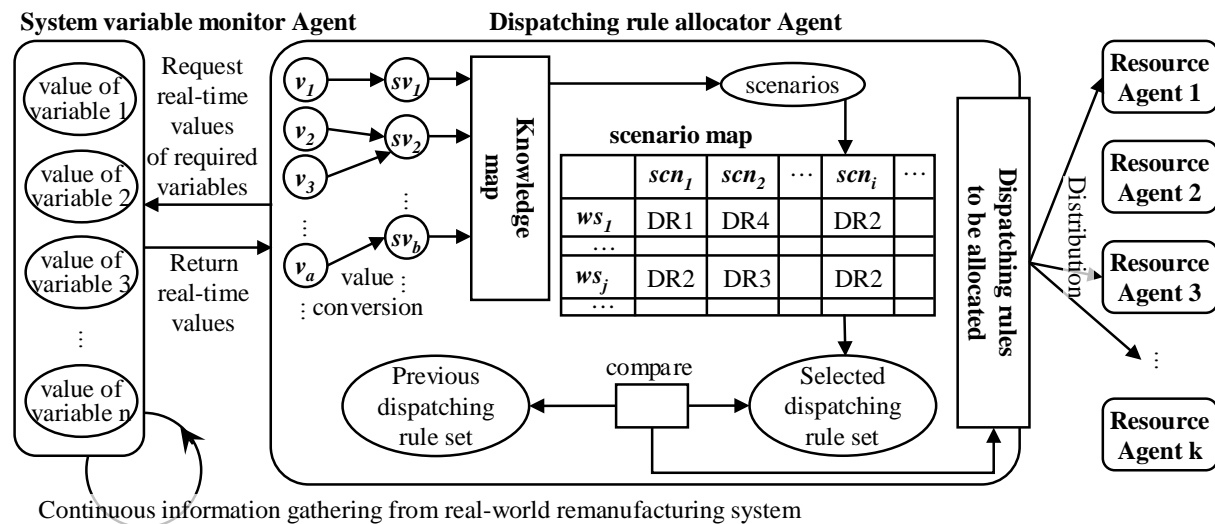 System variable monitor Agent
Dispatching rule allocator Agent
value of
variable 1
value of
variable 2
value of
variable 3
...
value of
variable n
Request
real-time
values
of required
variables
Return
real-time
values
v1
sv1
v2
sv2
v3
...
...
va
svb
...
...
value
conversion
Knowledge
map
scenarios
scenario map
scn1 scn2 ... scni ...
ws1 DR1 DR4 DR2
...
wsj DR2 DR3 DR2
...
compare
Previous
dispatching
rule set
Selected
dispatching
rule set
Dispatching rules
to be allocated
Distribution
Resource
Agent 1
Resource
Agent 2
Resource
Agent 3
...
Resource
Agent k
Continuous information gathering from real-world remanufacturing system